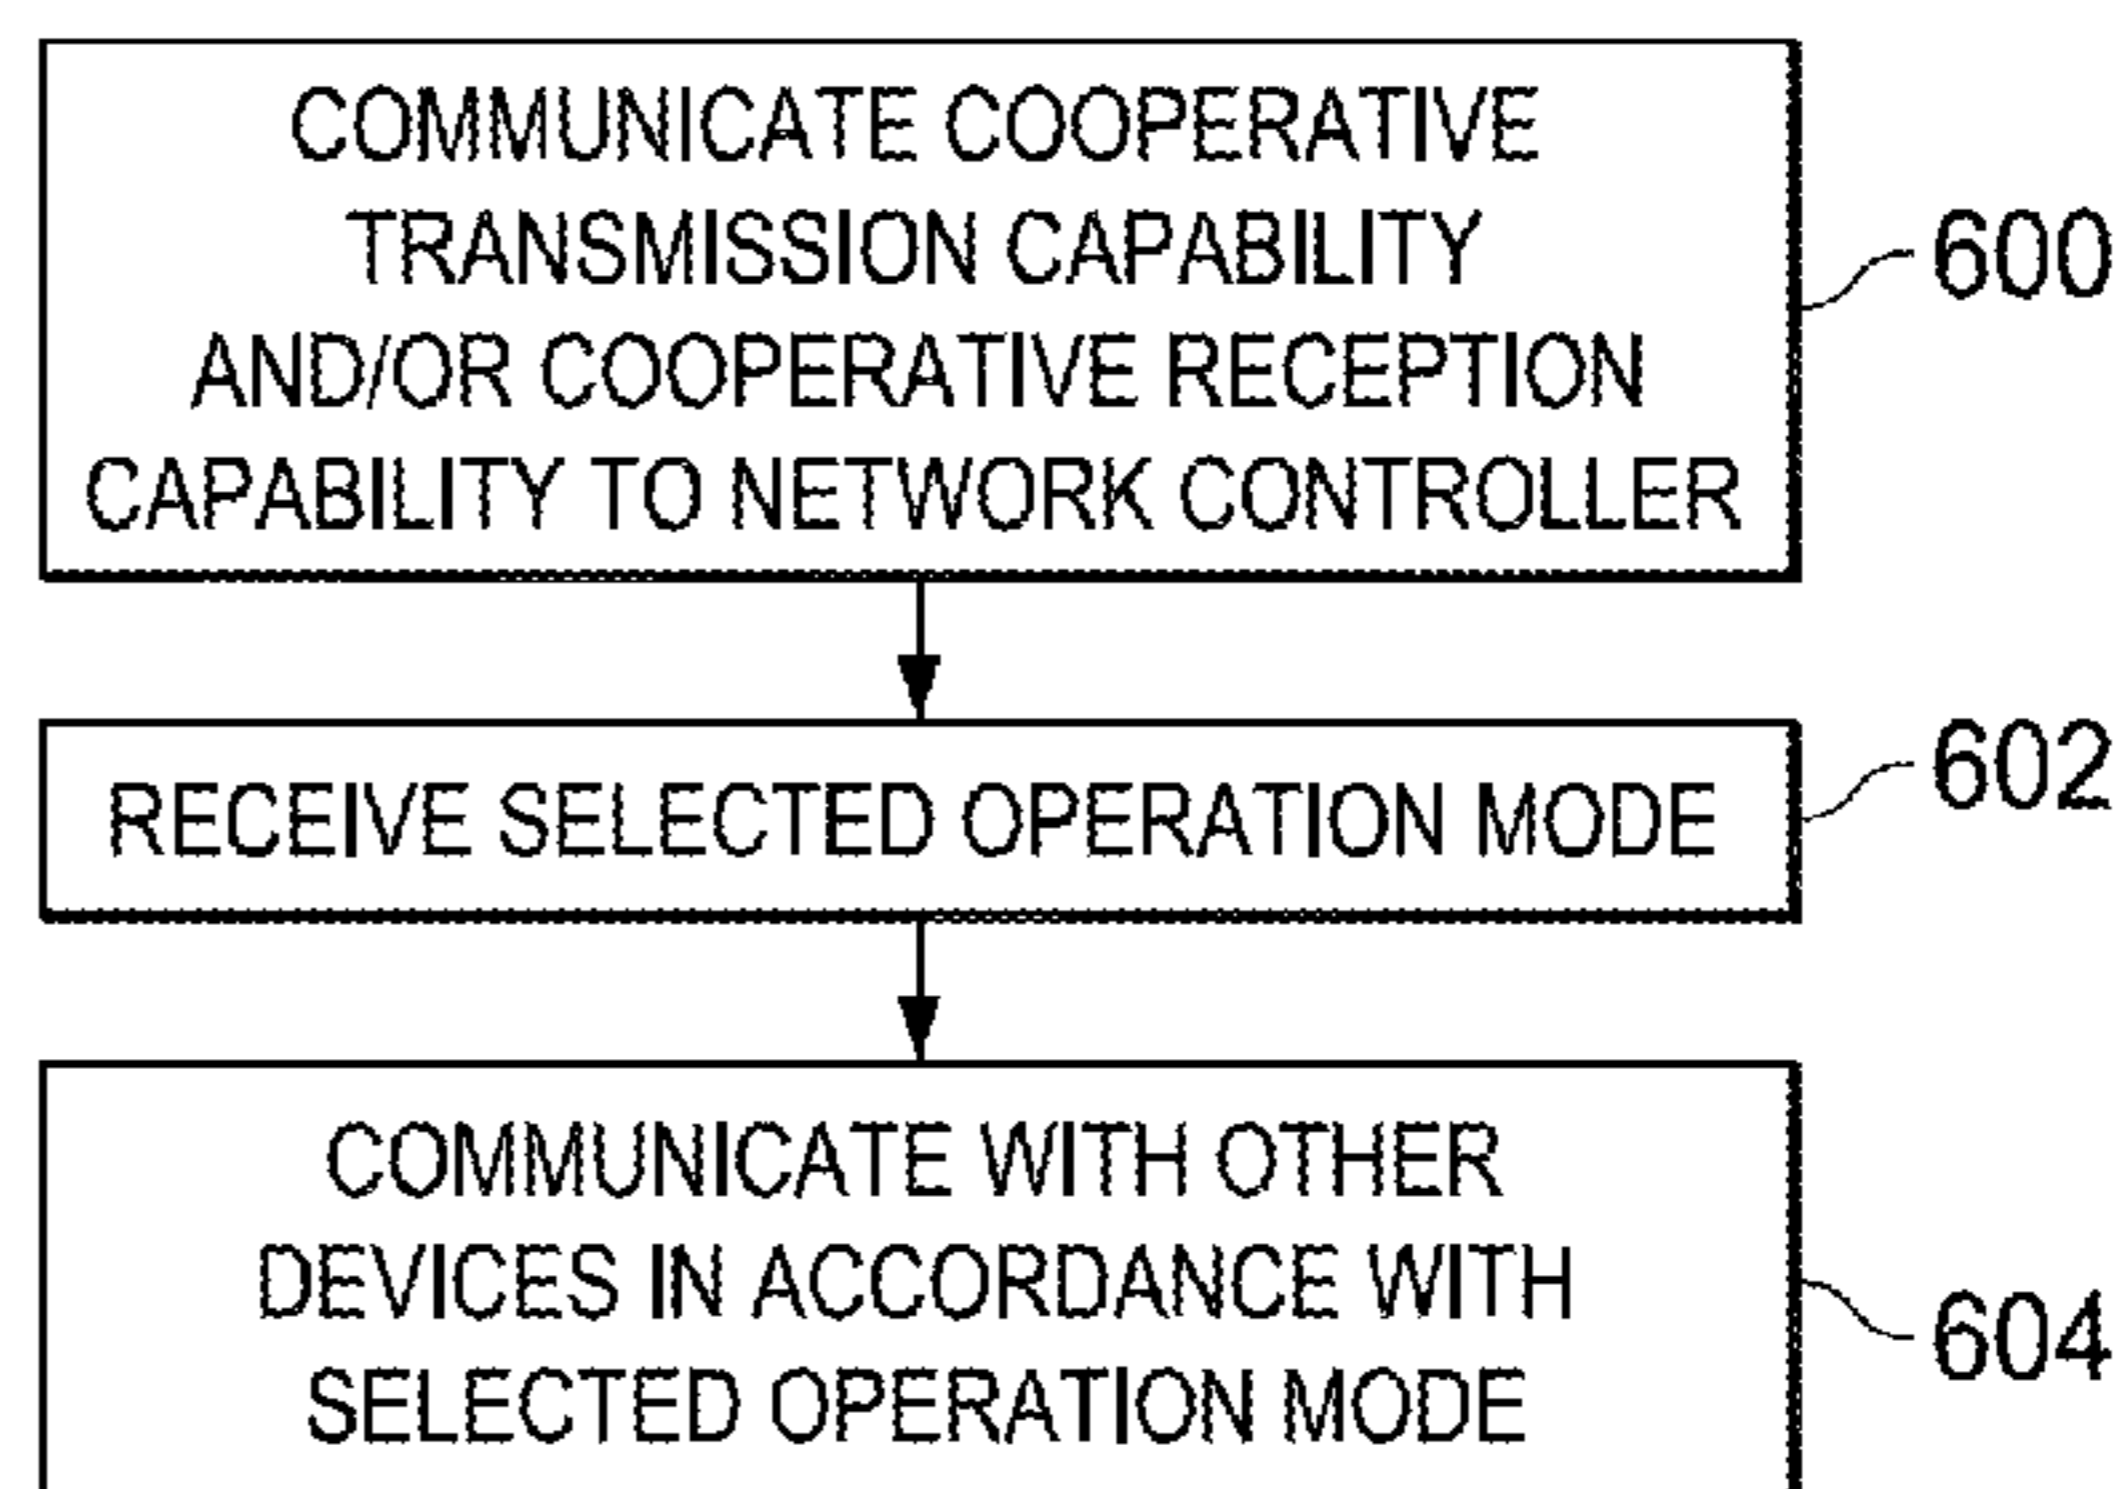 COMMUNICATE COOPERATIVE
TRANSMISSION CAPABILITY
AND/OR COOPERATIVE RECEPTION
CAPABILITY TO NETWORK CONTROLLER
600
RECEIVE SELECTED OPERATION MODE
602
COMMUNICATE WITH OTHER
DEVICES IN ACCORDANCE WITH
SELECTED OPERATION MODE
604